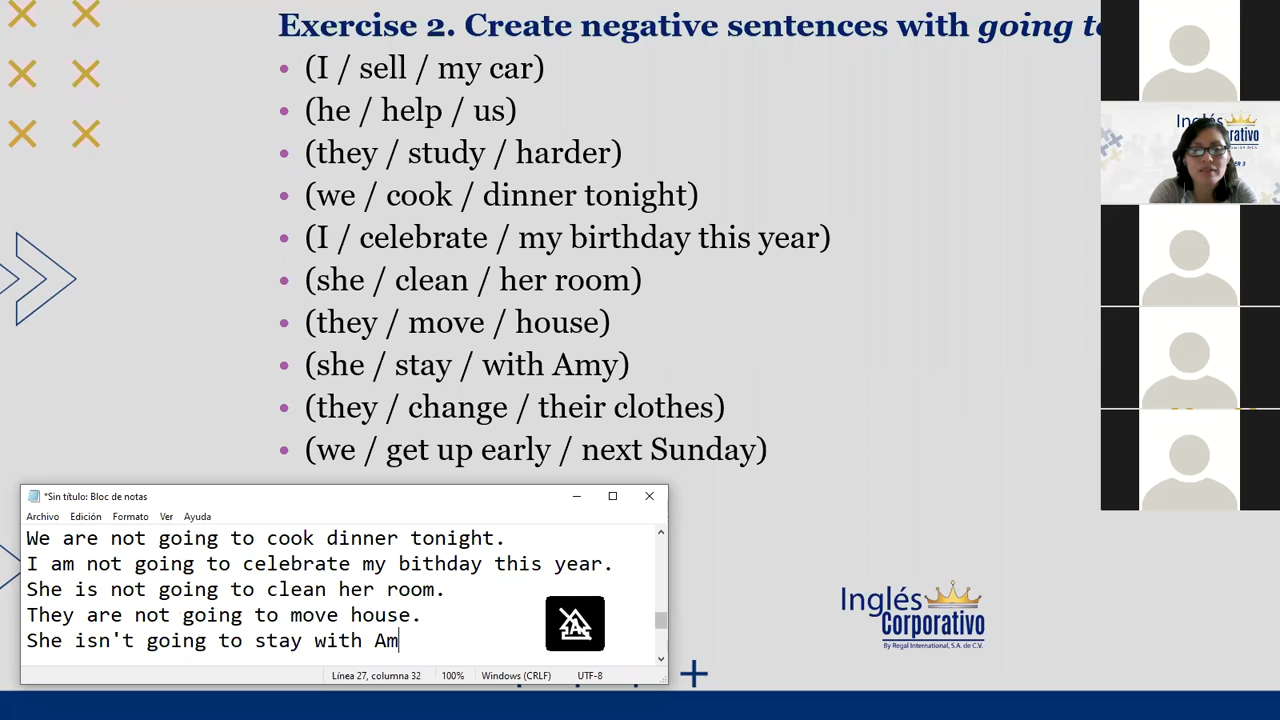 Exercise 2. Create negative sentences with going to
(I / sell / my car)
(he / help / us)
(they / study / harder)
(we / cook / dinner tonight)
(I / celebrate / my birthday this year)
(she / clean / her room)
(they / move / house)
(she / stay / with Amy)
(they / change / their clothes)
(we / get up early / next Sunday)
*Sin título: Bloc de notas
Archivo Edición Formato Ver Ayuda
We are not going to cook dinner tonight.
I am not going to celebrate my bithday this year.
She is not going to clean her room.
They are not going to move house.
She isn't going to stay with Am
A
Línea 27, columna 32 100% Windows (CRLF) UTF-8
Inglés
Corporativo
By Regal International, S.A. de C.V.